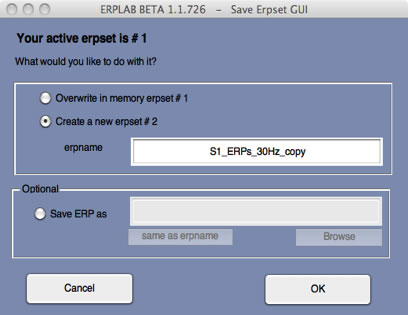 ERPLAB BETA 1.1.726 - Save Erpset GUI
Your active erpset is # 1
What would you like to do with it?
Overwrite in memory erpset # 1
Create a new erpset # 2
erpname S1_ERPs_30Hz_copy
Optional
Save ERP as
same as erpname Browse
Cancel OK